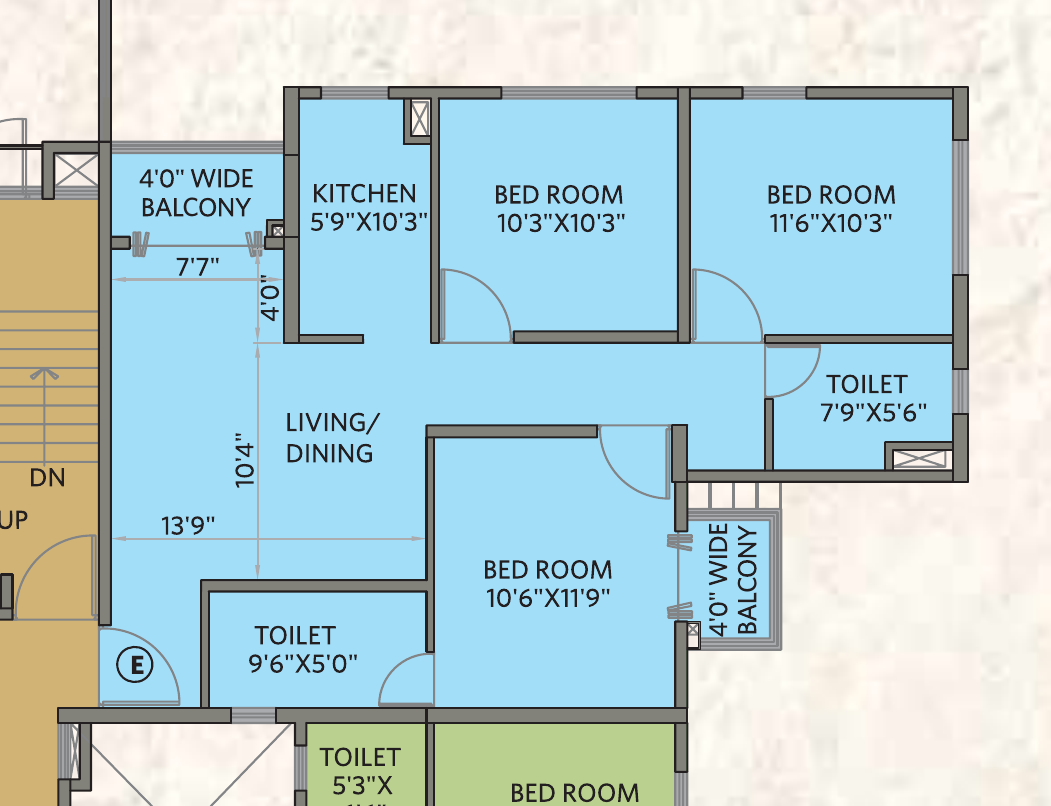 4'0" WIDE
BALCONY
KITCHEN
5'9"X10'3"
BED ROOM
10'3"X10'3"
BED ROOM
11'6"X10'3"
7'7"
4'0"
TOILET
7'9"X5'6"
LIVING/
DINING
10'4"
DN
UP
13'9"
BED ROOM
10'6"X11'9"
4'0" WIDE
BALCONY
TOILET
9'6"X5'0"
E
TOILET
5'3"X
BED ROOM